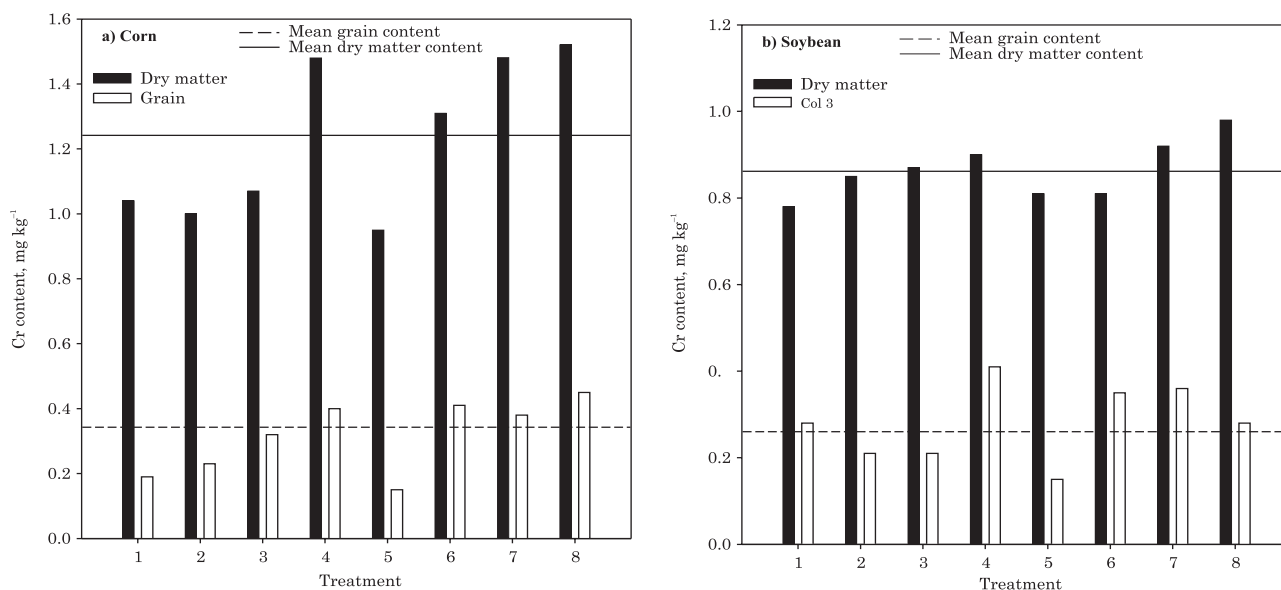 a) Corn
Mean grain content
Mean dry matter content
Dry matter
Grain
1.6
1.4
1.2
1.0
0.8
0.6
0.4
0.2
0.0
Cr content, mg kg⁻¹
1 2 3 4 5 6 7 8
Treatment
b) Soybean
Mean grain content
Mean dry matter content
Dry matter
Col 3
1.2
1.0
0.8
0.6
0.
0.2
0.0
Cr content, mg kg⁻¹
1 2 3 4 5 6 7 8
Treatment